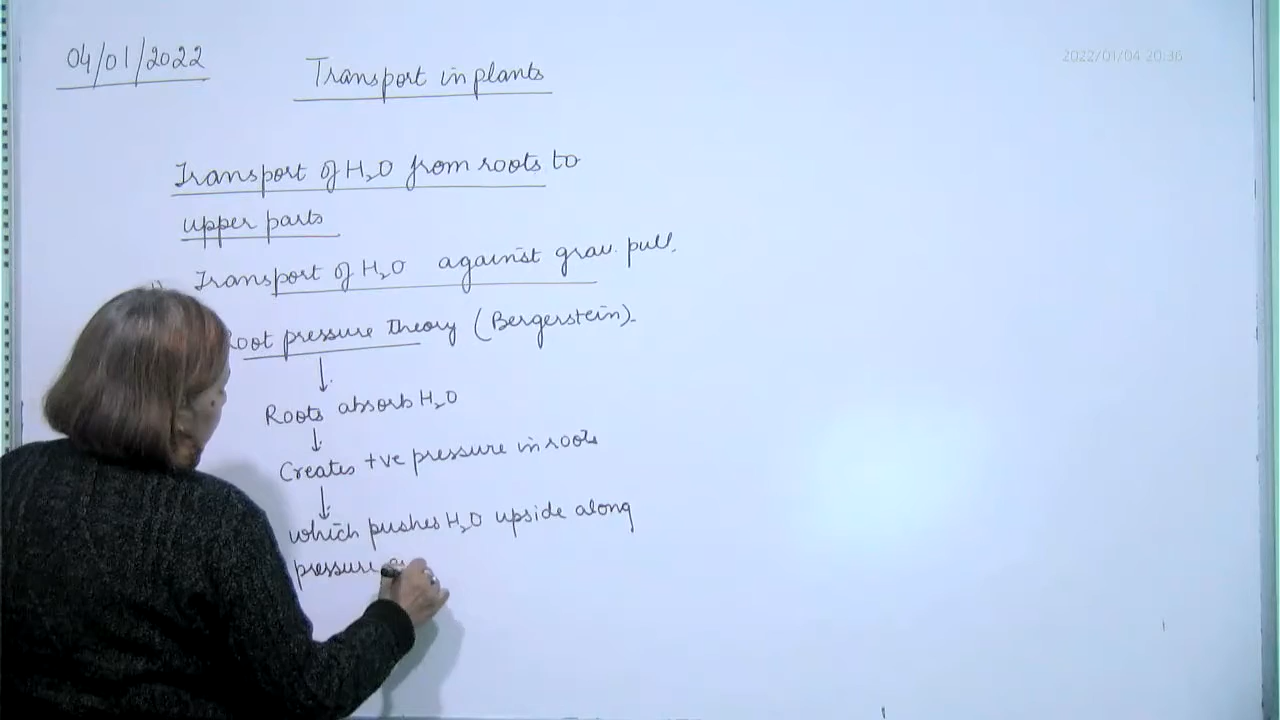 04/01/2022
2022/01/04 20:36
Transport in plants
Transport of H₂O from roots to
upper parts
Transport of H₂O against grav. pull.
Root pressure theory (Bergerstein).
↓
Roots absorb H₂O
↓
Creates +ve pressure in roots
↓
which pushes H₂O upside along
pressure